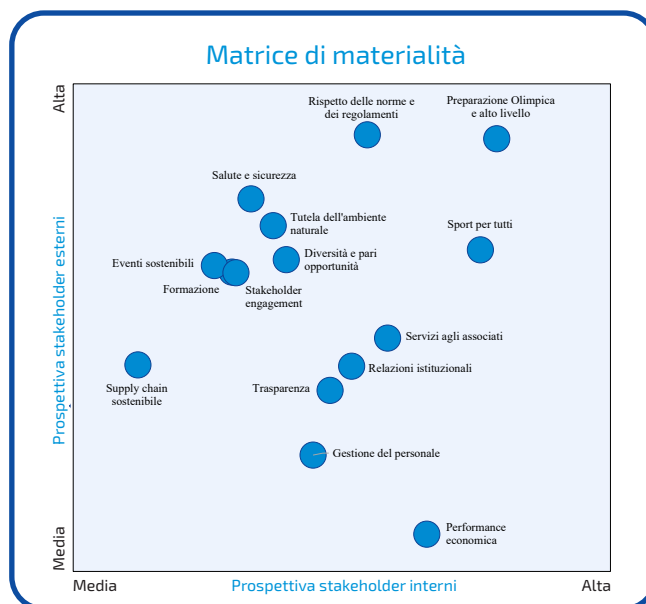 Matrice di materialità
Alta
Rispetto delle norme e
dei regolamenti
Preparazione Olimpica
e alto livello
Salute e sicurezza
Tutela dell'ambiente
naturale
Sport per tutti
Eventi sostenibili
Diversità e pari
opportunità
Formazione
Stakeholder
engagement
Prospettiva stakeholder esterni
Servizi agli associati
Relazioni istituzionali
Supply chain
sostenibile
Trasparenza
Gestione del personale
Performance
economica
Media
Media
Prospettiva stakeholder interni
Alta